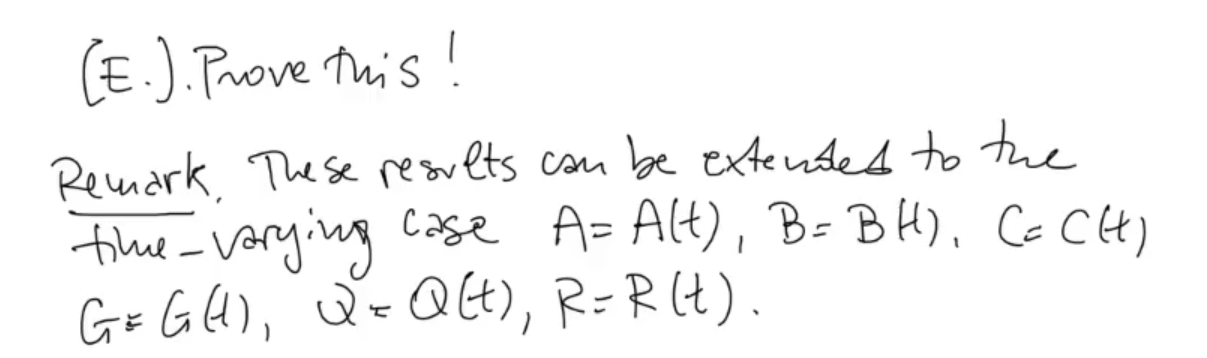 (E.). Prove this!
Remark. These results can be extended to the
time-varying case A = A(t), B = B(t), C = C(t)
G = G(t), Q = Q(t), R = R(t).